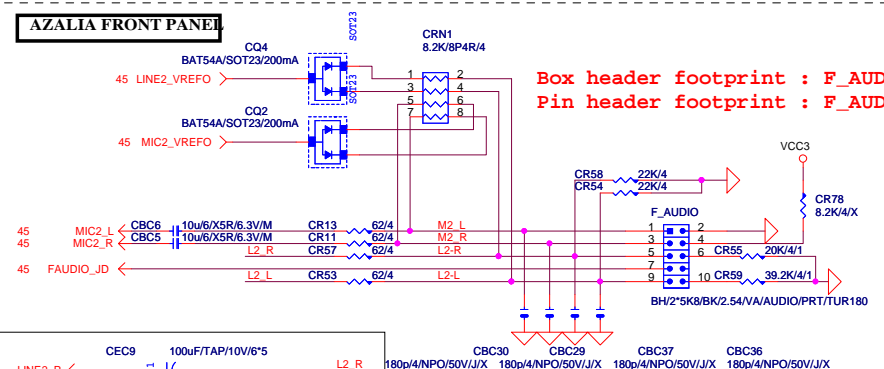 AZALIA FRONT PANEL
SOT23
CQ4
BAT54A/SOT23/200mA
CRN1
8.2K/8P4R/4
45 LINE2_VREFO
1 2
3 4
5 6
7 8
SOT23
CQ2
BAT54A/SOT23/200mA
45 MIC2_VREFO
Box header footprint : F_AUD
Pin header footprint : F_AUD
VCC3
CR58 22K/4
CR54 22K/4
CR78
8.2K/4/X
F_AUDIO
45 MIC2_L CBC6 10u/6/X5R/6.3V/M CR13 62/4 M2_L 1 2
45 MIC2_R CBC5 10u/6/X5R/6.3V/M CR11 62/4 M2_R 3 4
L2_R CR57 62/4 L2-R 5 6 CR55 20K/4/1
45 FAUDIO_JD 7
L2_L CR53 62/4 L2-L 9 10 CR59 39.2K/4/1
BH/2*5K8/BK/2.54/VA/AUDIO/PRT/TUR180
CBC30 CBC29 CBC37 CBC36
180p/4/NPO/50V/J/X 180p/4/NPO/50V/J/X 180p/4/NPO/50V/J/X 180p/4/NPO/50V/J/X
CEC9 100uF/TAP/10V/6*5
L2_R
1